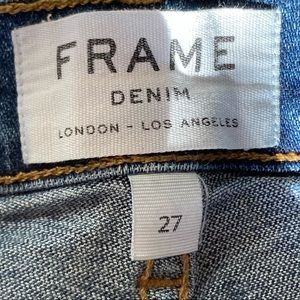 FRAME
DENIM
LONDON - LOS ANGELES
27